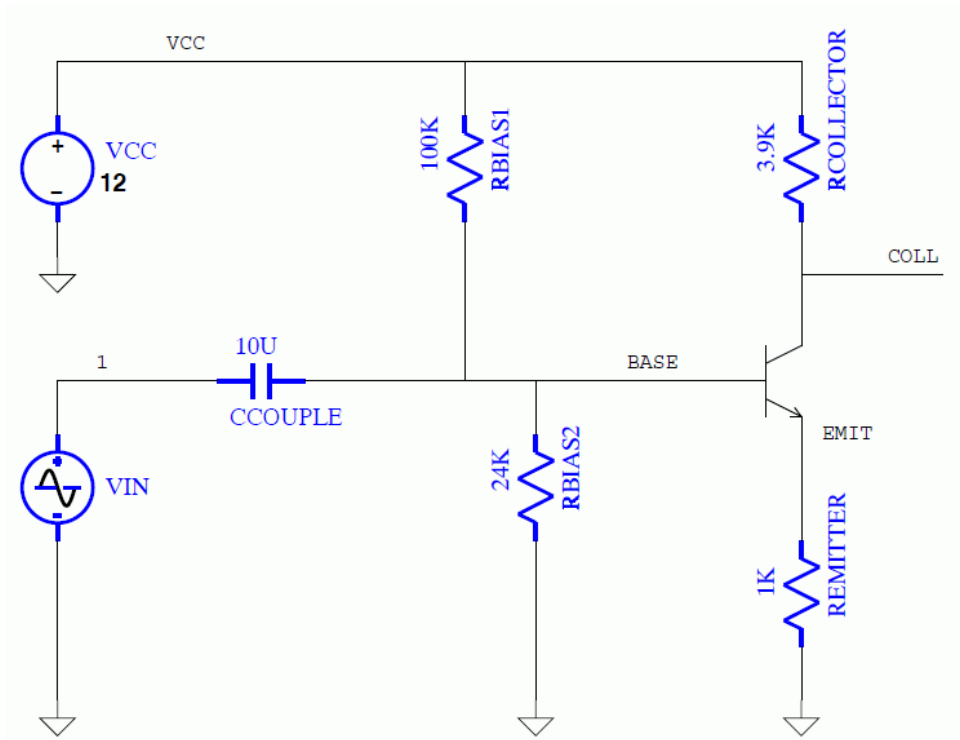 VCC
VCC
12
+
−
100K
RBIAS1
3.9K
RCOLLECTOR
COLL
1
10U
CCOUPLE
BASE
EMIT
VIN
24K
RBIAS2
1K
REMITTER